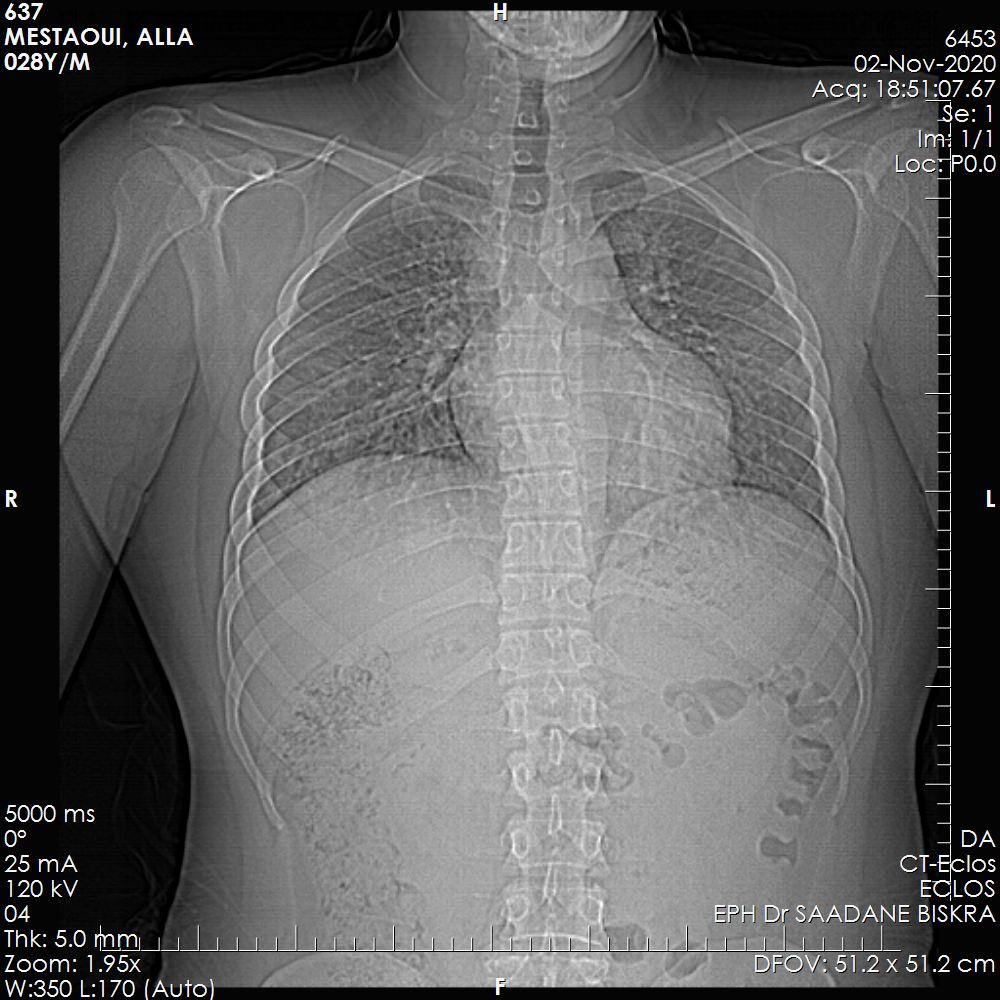 637
MESTAOUI, ALLA
028Y/M
H
6453
02-Nov-2020
Acq: 18:51:07.67
Se: 1
Im: 1/1
Loc: P0.0
R
L
5000 ms
0°
25 mA
120 kV
04
Thk: 5.0 mm
Zoom: 1.95x
W:350 L:170 (Auto)
F
DA
CT-Eclos
ECLOS
EPH Dr SAADANE BISKRA
DFOV: 51.2 x 51.2 cm